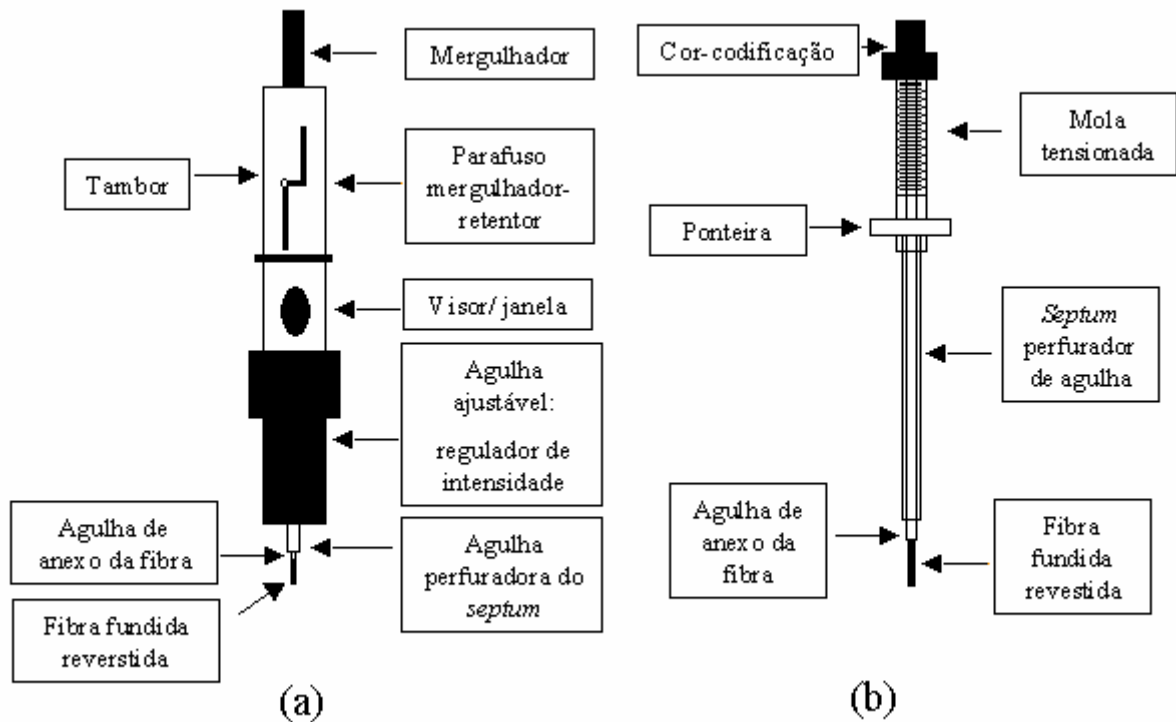 Mergulhador
Tambor
Parafuso
mergulhador-
retentor
Visor/janela
Agulha
ajustável:
regulador de
intensidade
Agulha de
anexo da fibra
Agulha
perfuradora do
septum
Fibra fundida
reverstida
(a)
Cor-codificação
Mola
tensionada
Ponteira
Septum
perfurador
de agulha
Agulha de
anexo da
fibra
Fibra
fundida
revestida
(b)